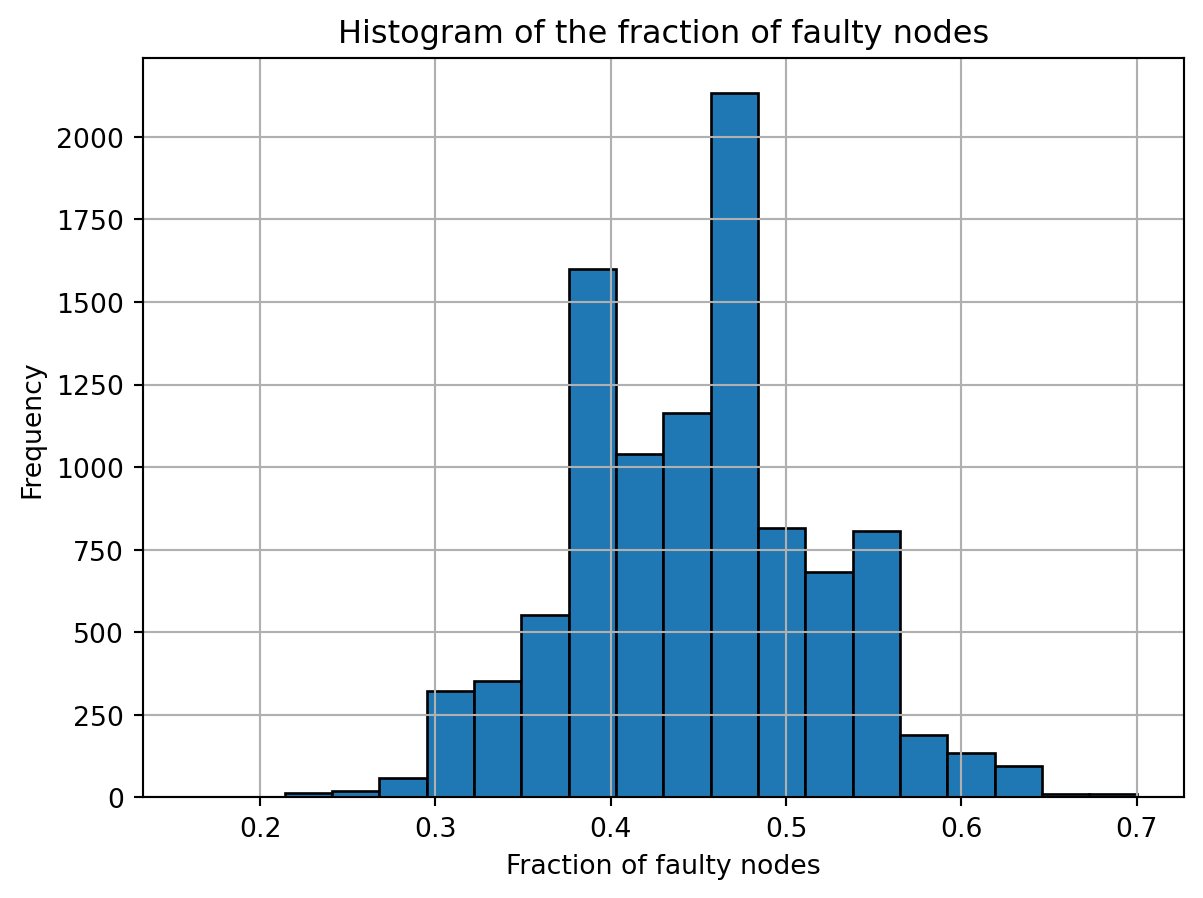 Histogram of the fraction of faulty nodes
Frequency
2000
1750
1500
1250
1000
750
500
250
0
0.2 0.3 0.4 0.5 0.6 0.7
Fraction of faulty nodes